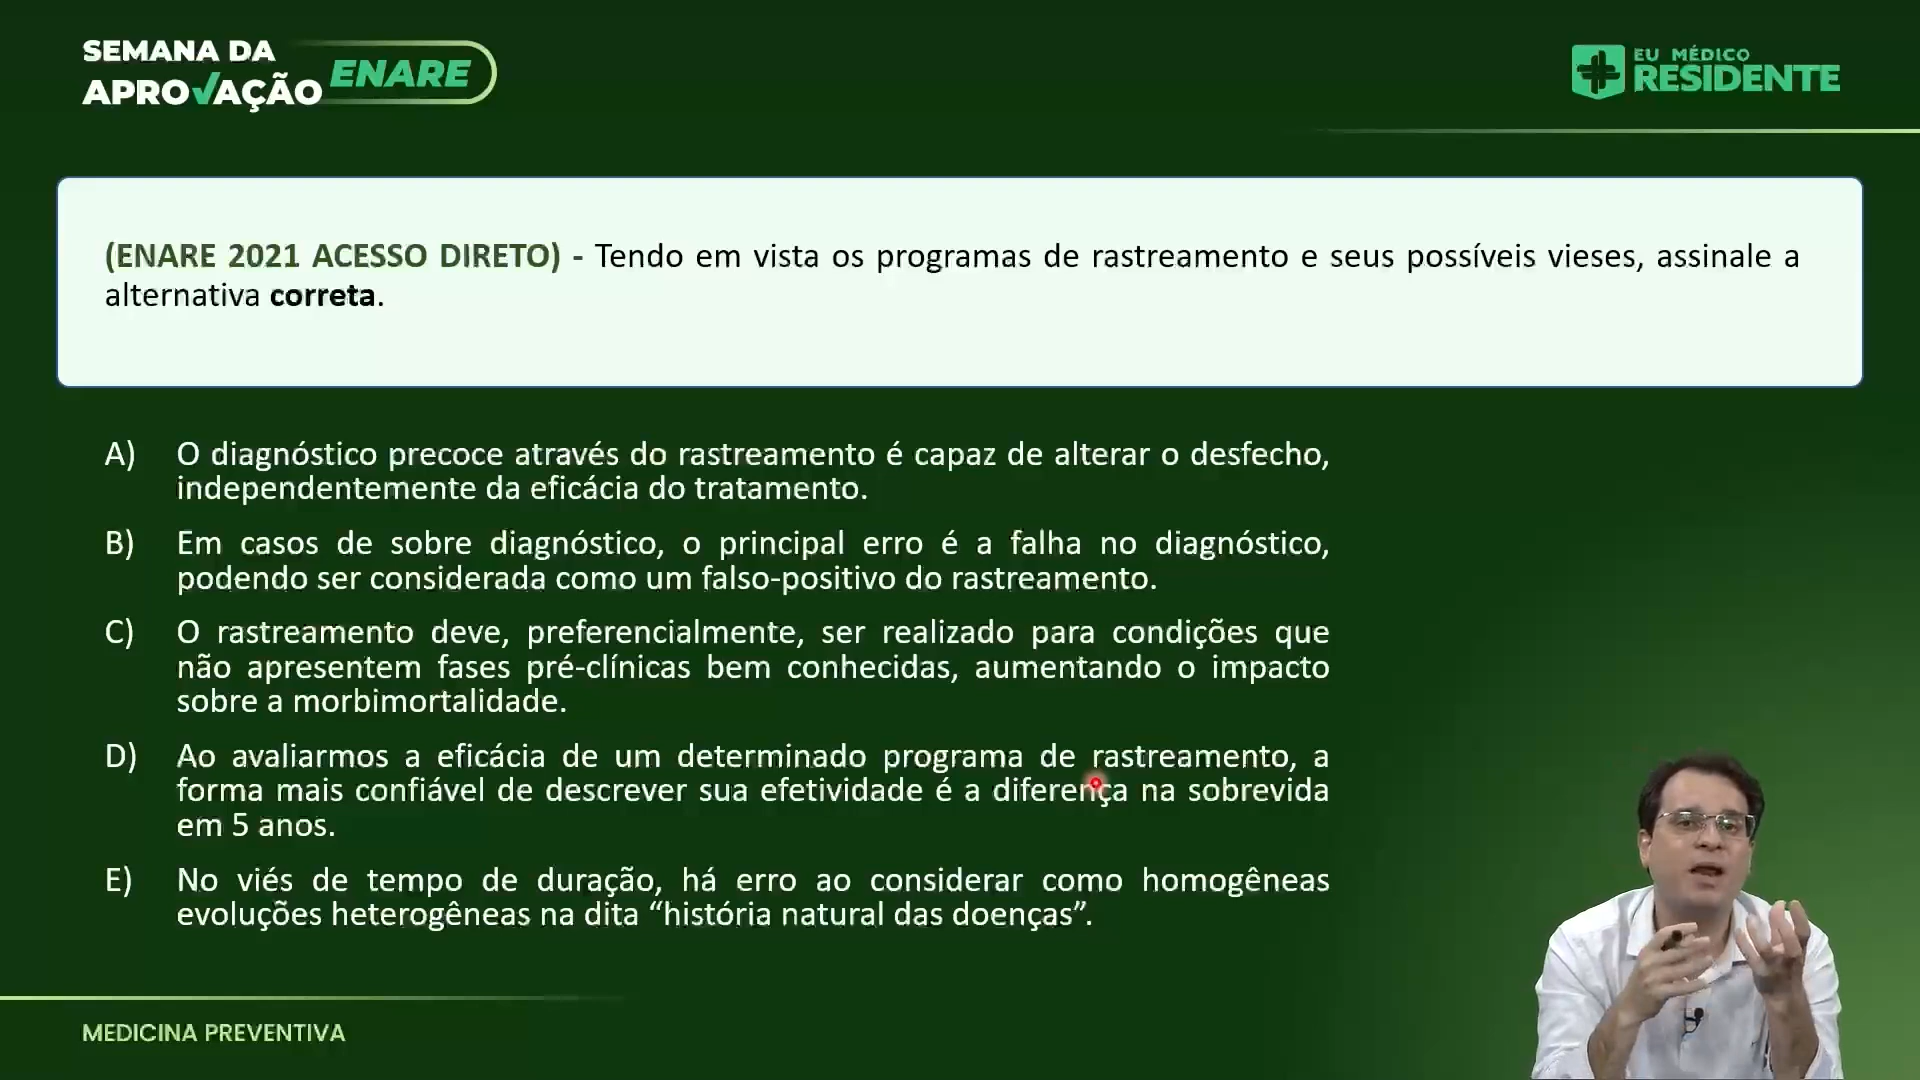 SEMANA DA
APROVAÇÃO ENARE
EU MÉDICO
RESIDENTE
(ENARE 2021 ACESSO DIRETO) - Tendo em vista os programas de rastreamento e seus possíveis vieses, assinale a
alternativa correta.
A) O diagnóstico precoce através do rastreamento é capaz de alterar o desfecho,
independentemente da eficácia do tratamento.
B) Em casos de sobre diagnóstico, o principal erro é a falha no diagnóstico,
podendo ser considerada como um falso-positivo do rastreamento.
C) O rastreamento deve, preferencialmente, ser realizado para condições que
não apresentem fases pré-clínicas bem conhecidas, aumentando o impacto
sobre a morbimortalidade.
D) Ao avaliarmos a eficácia de um determinado programa de rastreamento, a
forma mais confiável de descrever sua efetividade é a diferença na sobrevida
em 5 anos.
E) No viés de tempo de duração, há erro ao considerar como homogêneas
evoluções heterogêneas na dita “história natural das doenças”.
MEDICINA PREVENTIVA